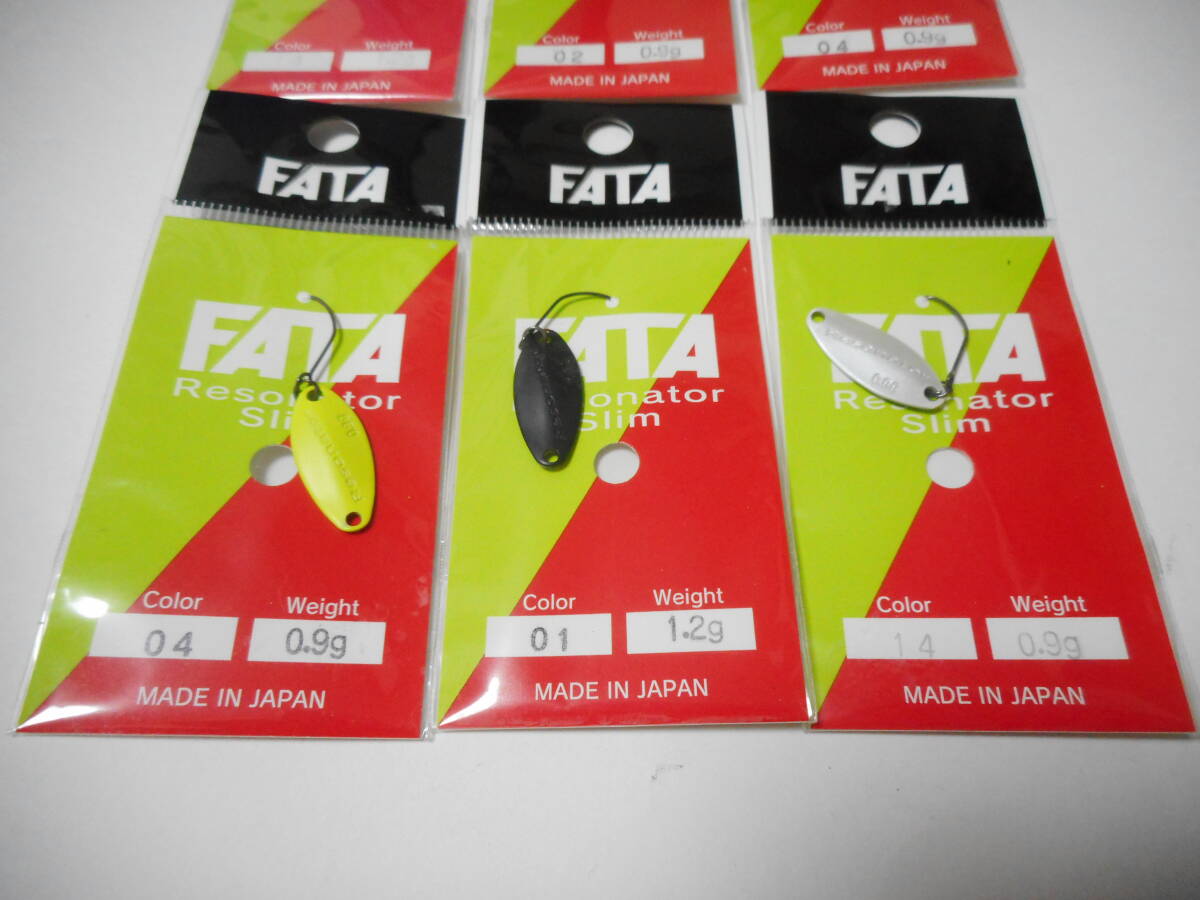 Color Weight
MADE IN JAPAN
Color Weight
02 0.9g
MADE IN JAPAN
Color Weight
04 0.9g
MADE IN JAPAN
FATA
FATA
Resonator
Slim
Color Weight
04 0.9g
MADE IN JAPAN
FATA
FATA
Resonator
Slim
Color Weight
01 1.2g
MADE IN JAPAN
FATA
FATA
Resonator
Slim
Color Weight
14 0.9g
MADE IN JAPAN